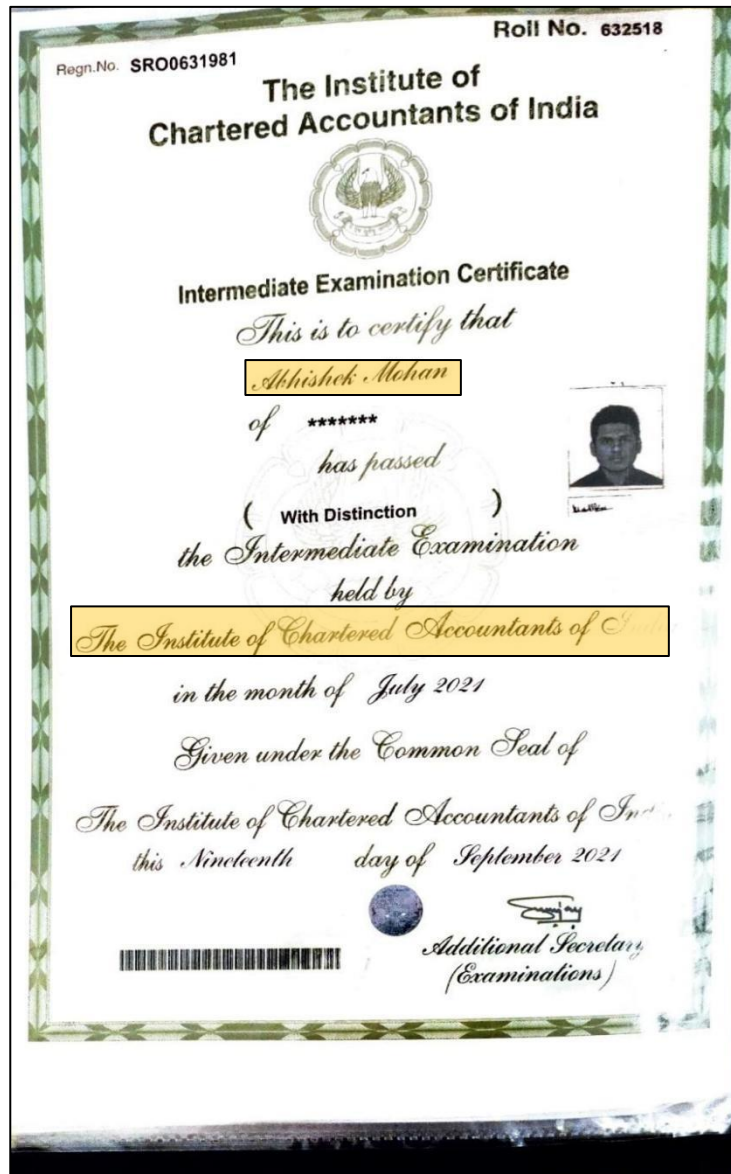 Roll No. 632518
Regn.No. SRO0631981
The Institute of
Chartered Accountants of India
Intermediate Examination Certificate
This is to certify that
Abhishek Mohan
of *******
has passed
( With Distinction )
the Intermediate Examination
held by
The Institute of Chartered Accountants of
in the month of July 2021
Given under the Common Seal of
The Institute of Chartered Accountants of
this Nineteenth day of September 2021
Additional Secretary
(Examinations)